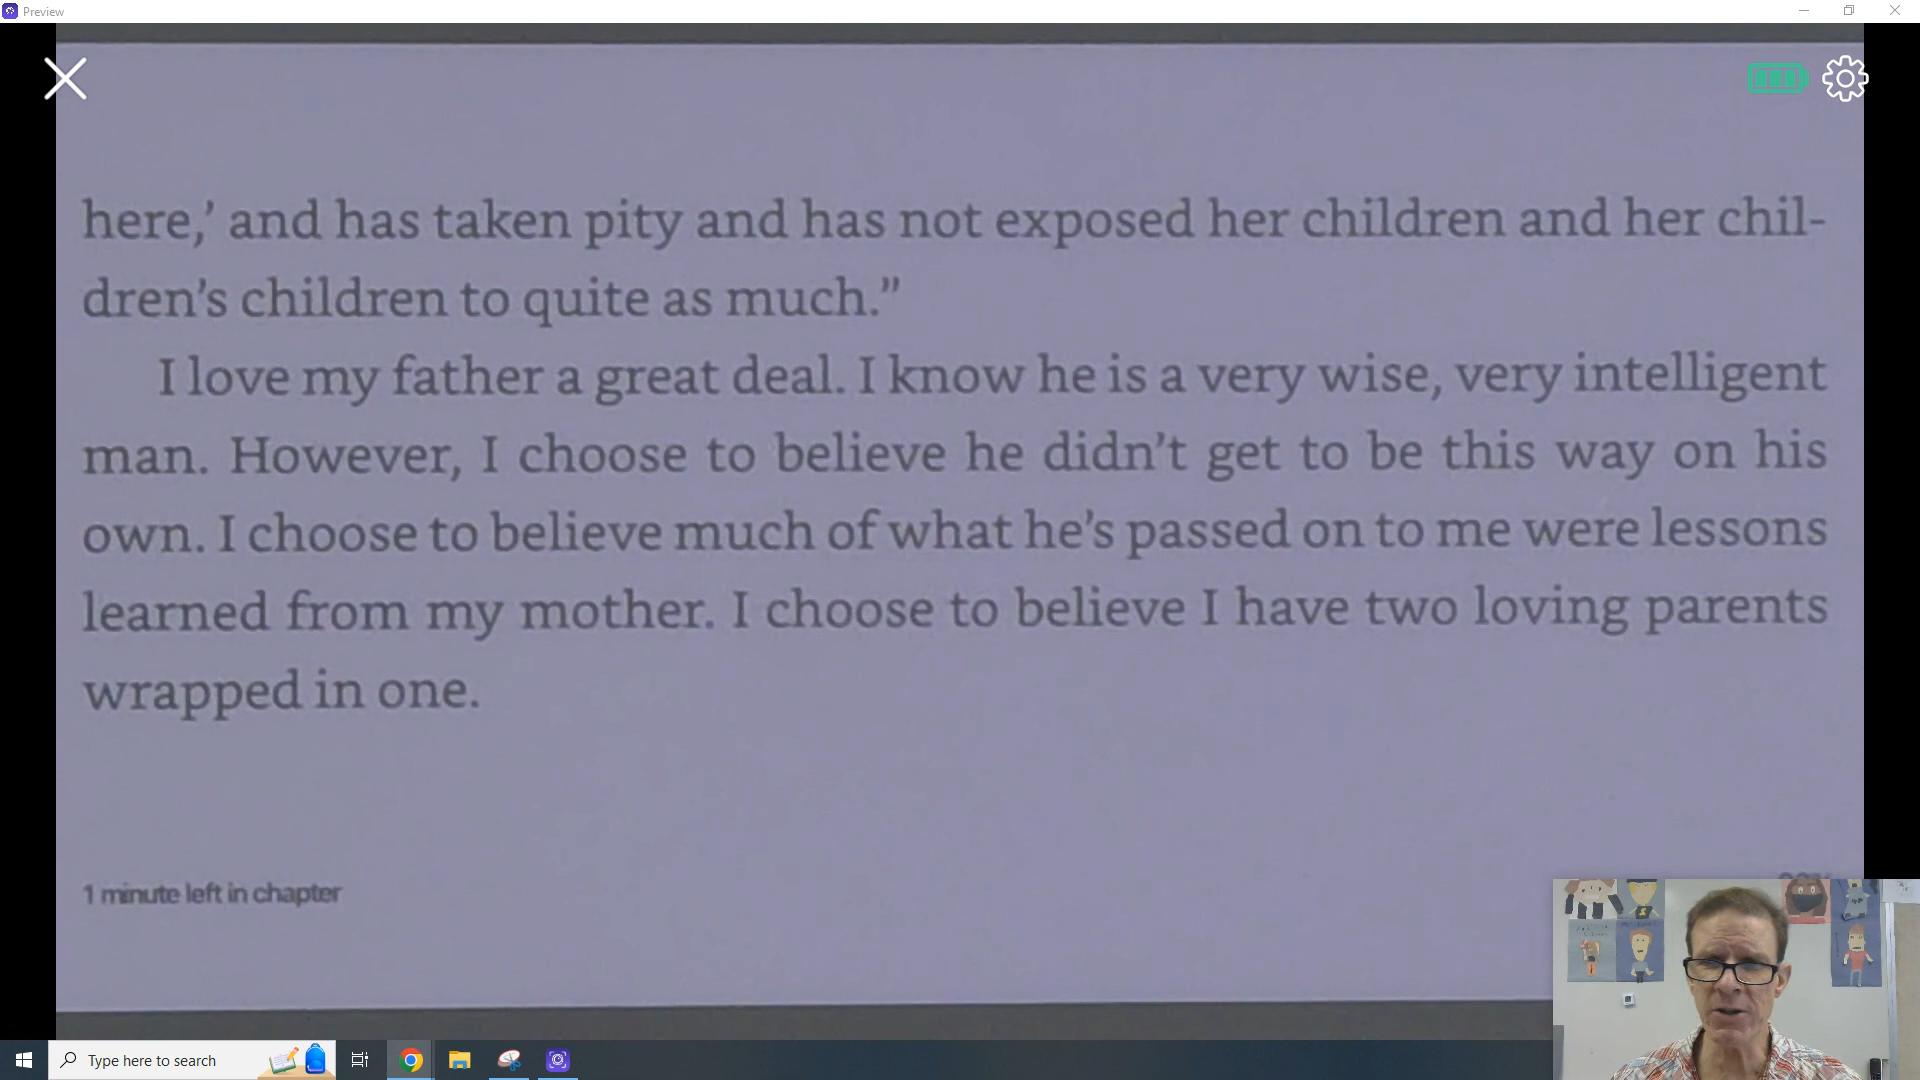 Preview
here,’ and has taken pity and has not exposed her children and her chil-
dren’s children to quite as much.”
I love my father a great deal. I know he is a very wise, very intelligent
man. However, I choose to believe he didn’t get to be this way on his
own. I choose to believe much of what he’s passed on to me were lessons
learned from my mother. I choose to believe I have two loving parents
wrapped in one.
1 minute left in chapter
Type here to search